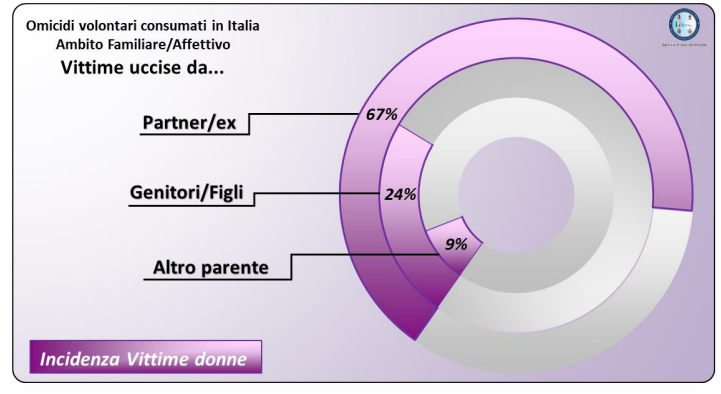 Omicidi volontari consumati in Italia
Ambito Familiare/Affettivo
Vittime uccise da...
Partner/ex
67%
Genitori/Figli
24%
Altro parente
9%
Incidenza Vittime donne